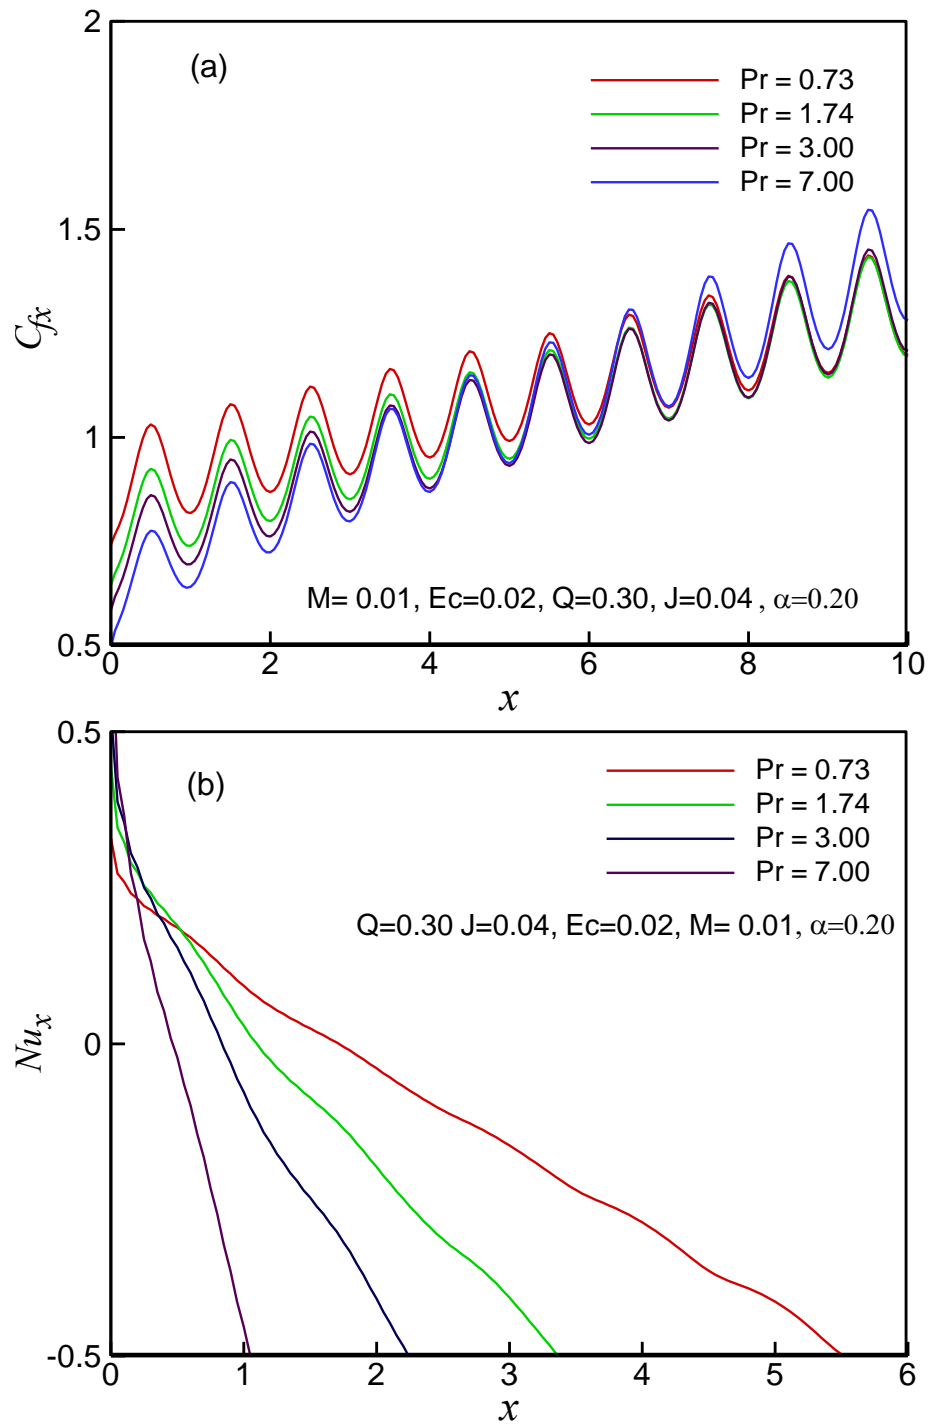 2
(a)
Pr = 0.73
Pr = 1.74
Pr = 3.00
Pr = 7.00
1.5
C_fx
1
M= 0.01, Ec=0.02, Q=0.30, J=0.04 , α=0.20
0.5
0 2 4 6 8 10
x
0.5
(b)
Pr = 0.73
Pr = 1.74
Pr = 3.00
Pr = 7.00
Q=0.30 J=0.04, Ec=0.02, M= 0.01, α=0.20
Nu_x
0
-0.5
0 1 2 3 4 5 6
x